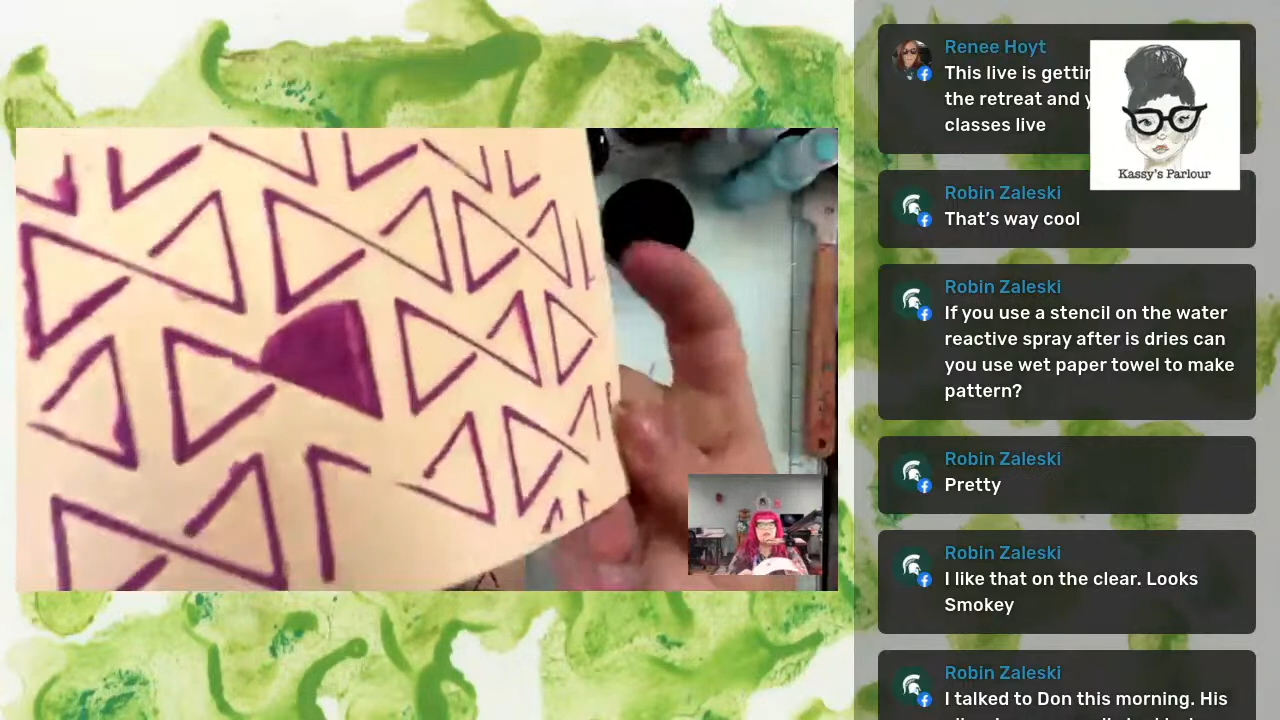 Renee Hoyt
This live is
the retreat and
classes live
Kassy's Parlour
Robin Zaleski
That's way cool
Robin Zaleski
If you use a stencil on the water
reactive spray after is dries can
you use wet paper towel to make
pattern?
Robin Zaleski
Pretty
Robin Zaleski
I like that on the clear. Looks
Smokey
Robin Zaleski
I talked to Don this morning. His